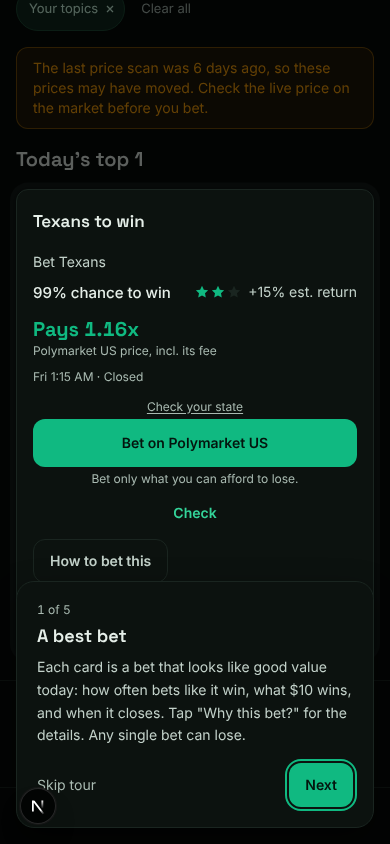 Your topics ×
Clear all
The last price scan was 6 days ago, so these
prices may have moved. Check the live price on
the market before you bet.
Today's top 1
Texans to win
Bet Texans
99% chance to win
★★★ +15% est. return
Pays 1.16x
Polymarket US price, incl. its fee
Fri 1:15 AM · Closed
Check your state
Bet on Polymarket US
Bet only what you can afford to lose.
Check
How to bet this
1 of 5
A best bet
Each card is a bet that looks like good value
today: how often bets like it win, what $10 wins,
and when it closes. Tap "Why this bet?" for the
details. Any single bet can lose.
Skip tour
Next
N